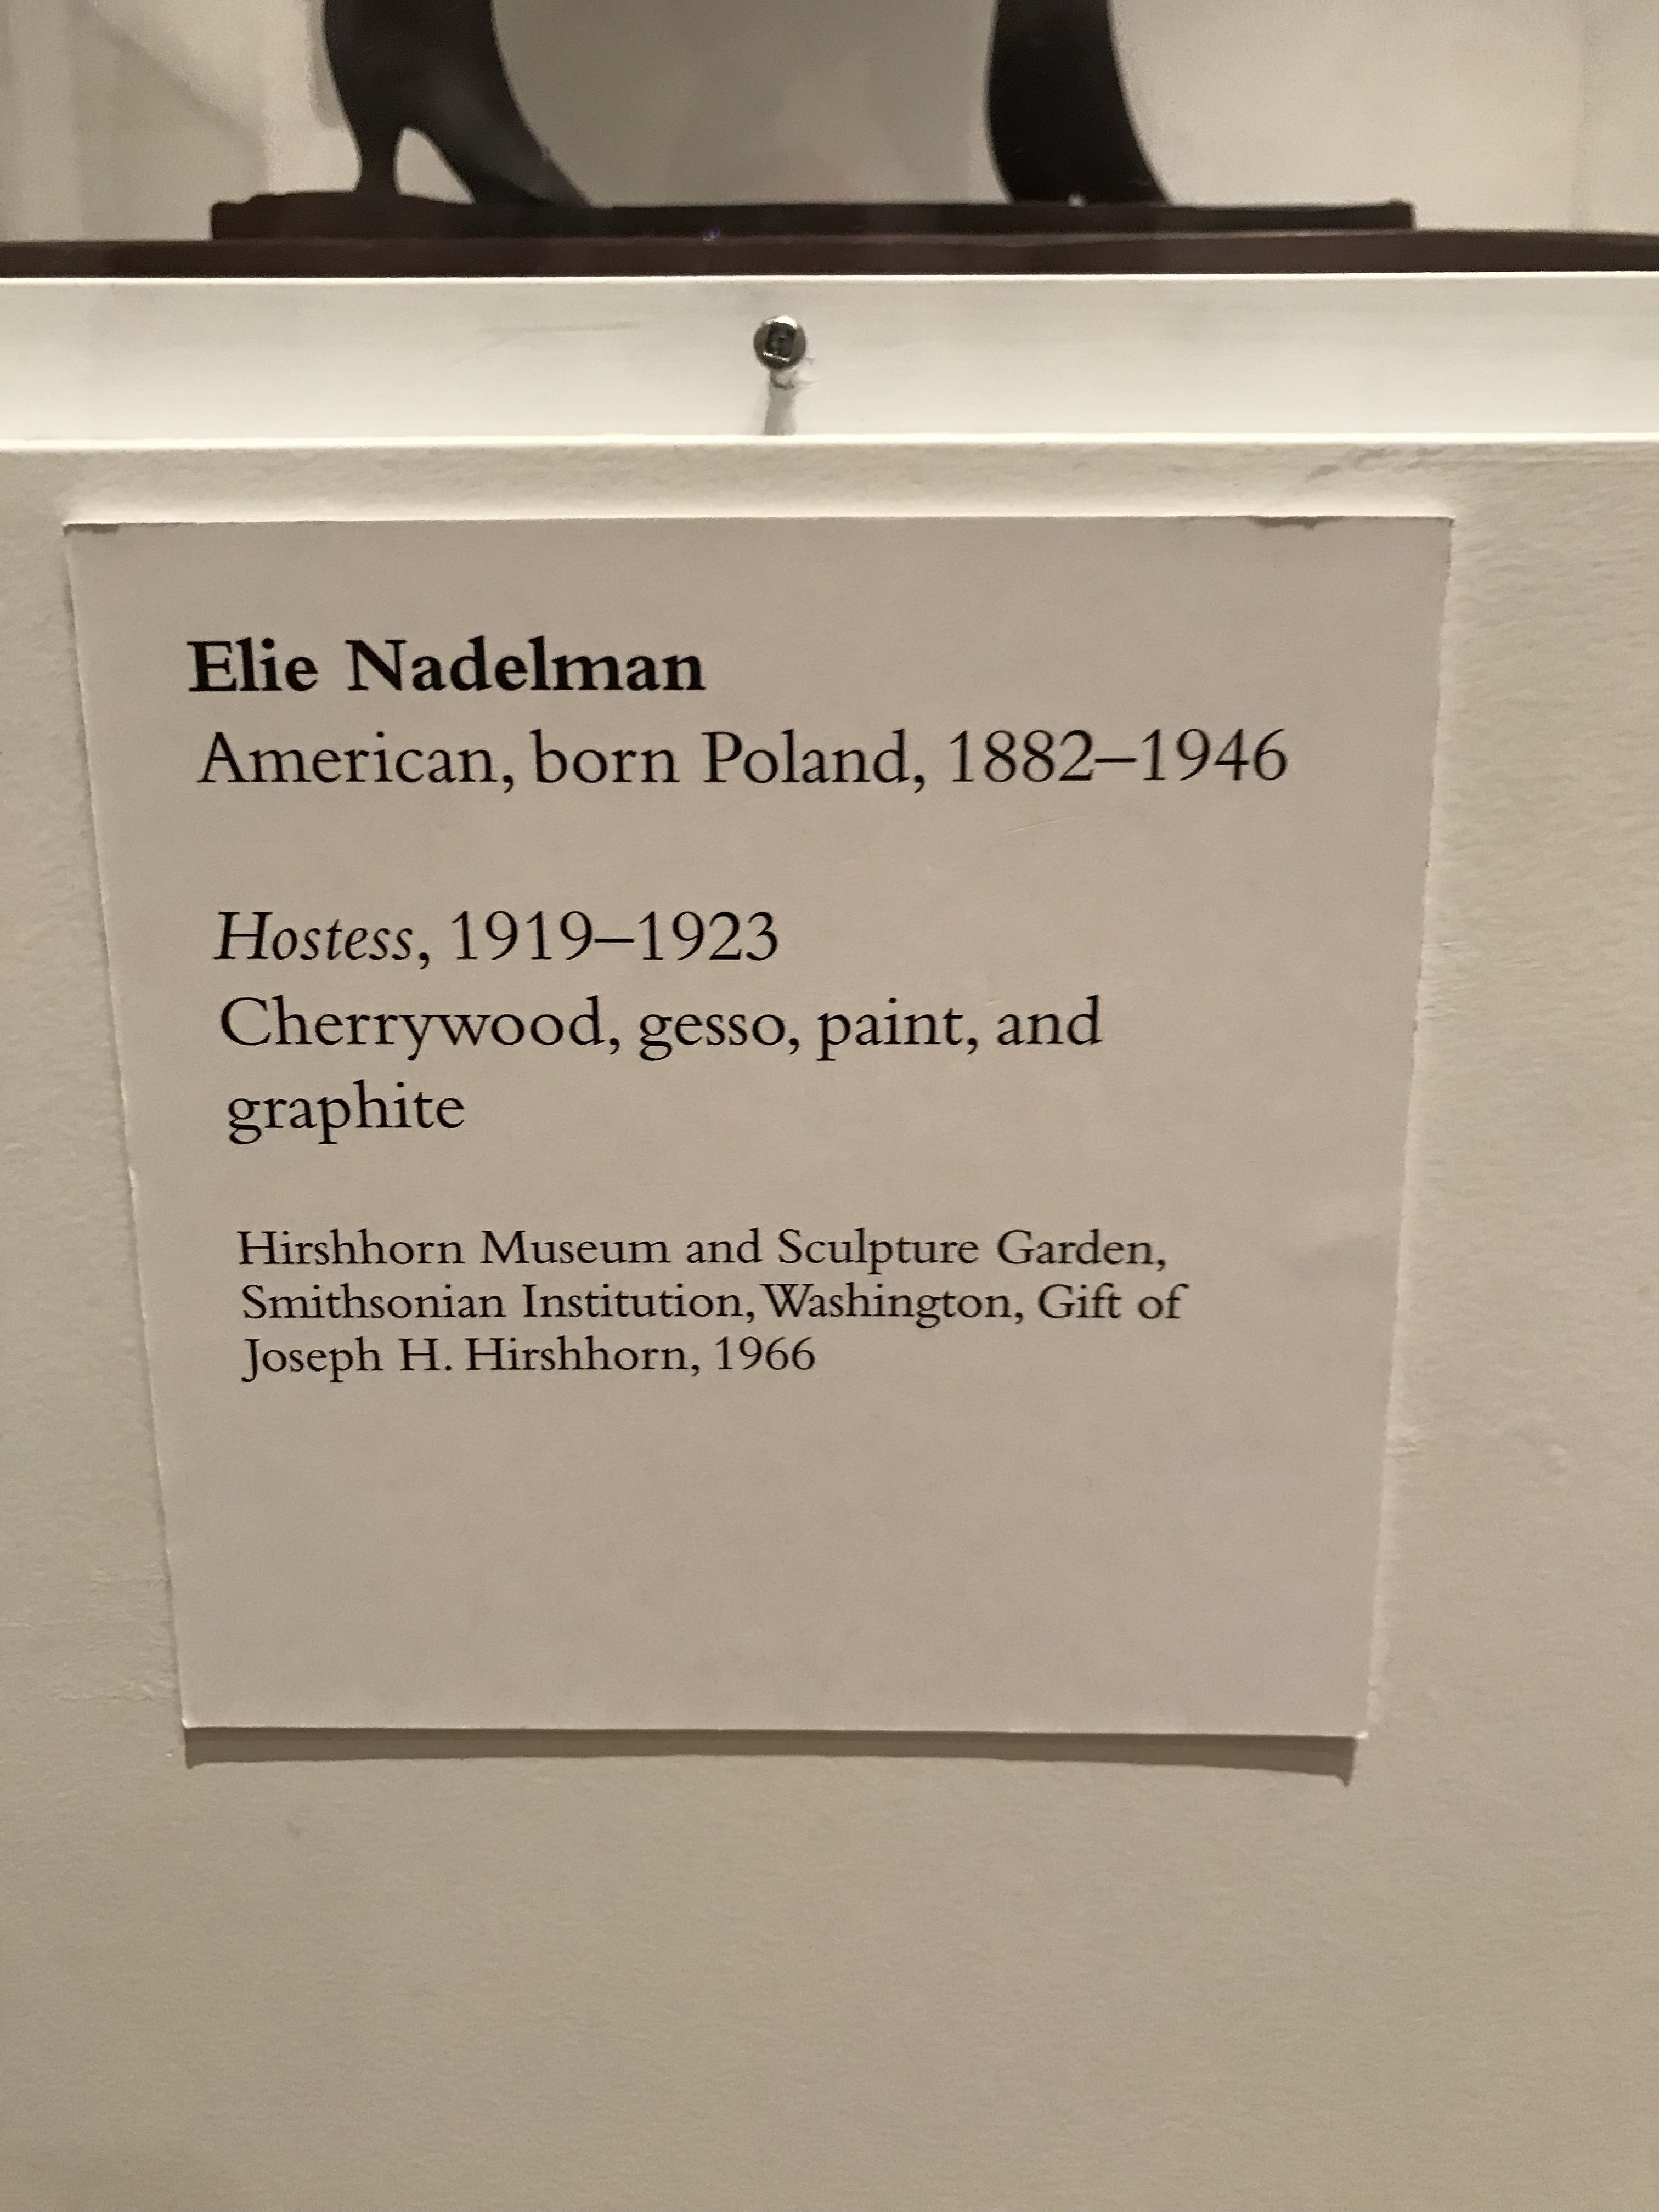 Elie Nadelman
American, born Poland, 1882–1946
Hostess, 1919–1923
Cherrywood, gesso, paint, and
graphite
Hirshhorn Museum and Sculpture Garden,
Smithsonian Institution, Washington, Gift of
Joseph H. Hirshhorn, 1966